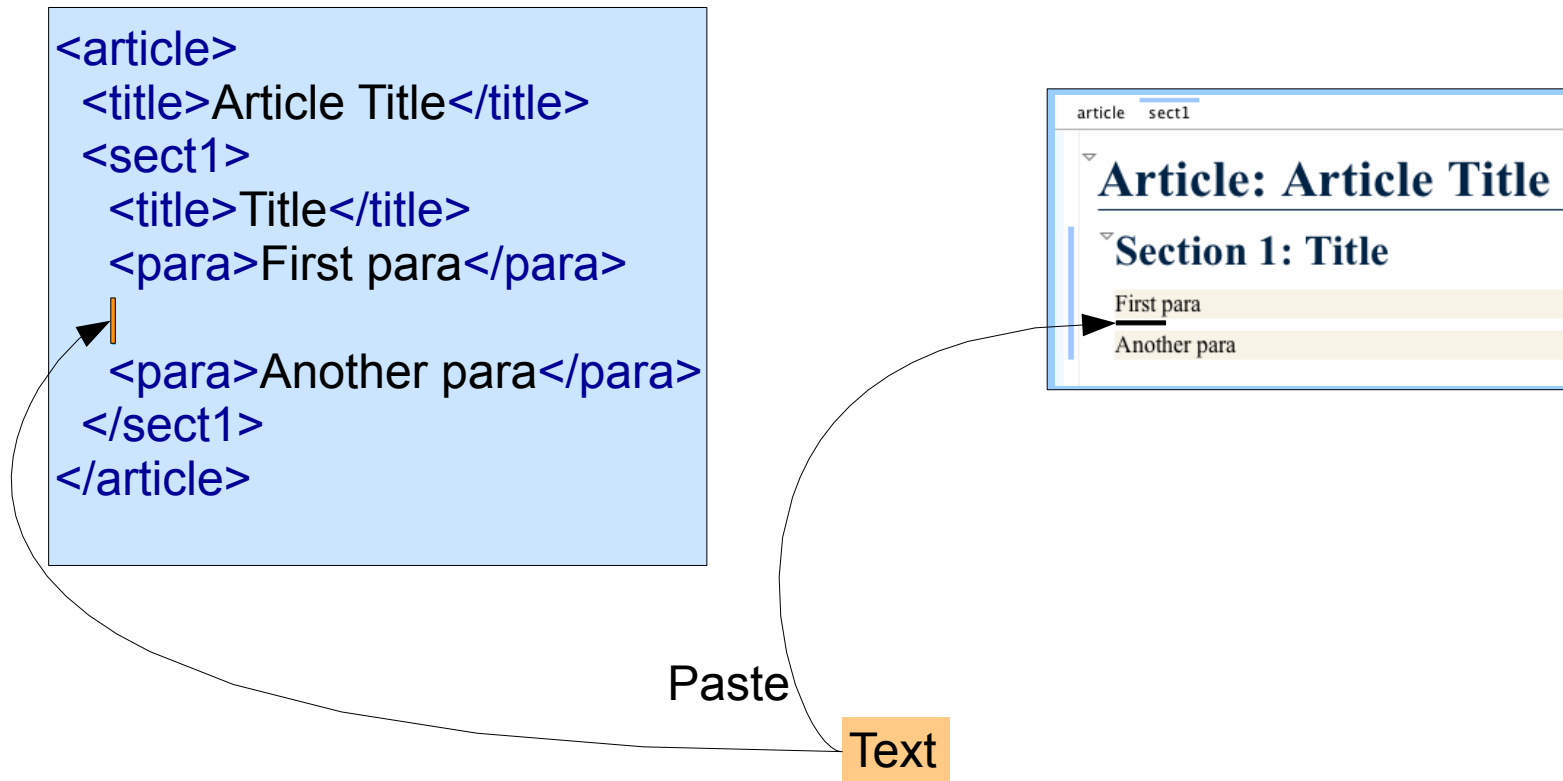 <article>
<title>Article Title</title>
<sect1>
<title>Title</title>
<para>First para</para>
<para>Another para</para>
</sect1>
</article>
article sect1
Article: Article Title
Section 1: Title
First para
Another para
Paste
Text